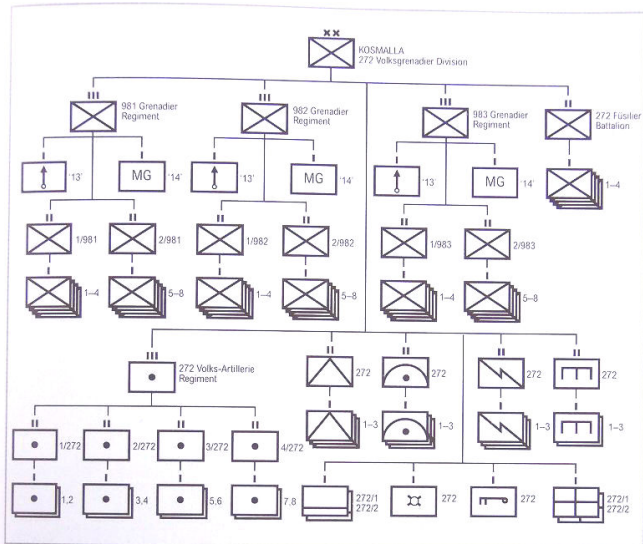 KOSMALLA
272 Volksgrenadier Division
981 Grenadier
Regiment
982 Grenadier
Regiment
983 Grenadier
Regiment
272 Füsilier
Battalion
'13'
MG
'14'
'13'
MG
'14'
'13'
MG
'14'
1–4
1/981
2/981
1/982
2/982
1/983
2/983
1–4
5–8
1–4
5–8
1–4
5–8
272 Volks-Artillerie
Regiment
272
272
272
272
1/272
2/272
3/272
4/272
1–3
1–3
1–3
1–3
1,2
3,4
5,6
7,8
272/1
272/2
272
272
272/1
272/2